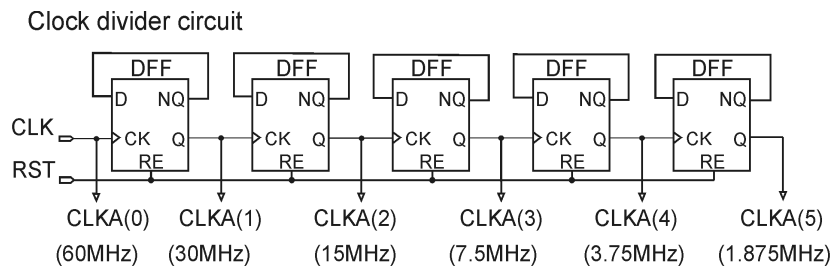 Clock divider circuit
DFF DFF DFF DFF DFF
D NQ D NQ D NQ D NQ D NQ
CLK CK Q CK Q CK Q CK Q CK Q
RE RE RE RE RE
RST
CLKA(0) CLKA(1) CLKA(2) CLKA(3) CLKA(4) CLKA(5)
(60MHz) (30MHz) (15MHz) (7.5MHz) (3.75MHz) (1.875MHz)